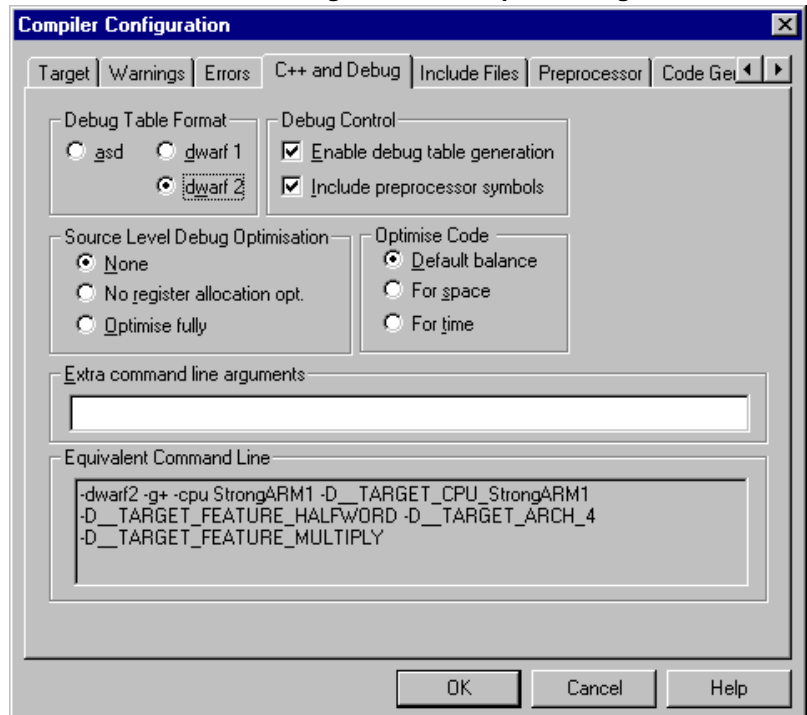 Compiler Configuration
Target Warnings Errors C++ and Debug Include Files Preprocessor Code Ge
Debug Table Format
asd dwarf 1
dwarf 2
Debug Control
Enable debug table generation
Include preprocessor symbols
Source Level Debug Optimisation
None
No register allocation opt.
Optimise fully
Optimise Code
Default balance
For space
For time
Extra command line arguments
Equivalent Command Line
-dwarf2 -g+ -cpu StrongARM1 -D__TARGET_CPU_StrongARM1
-D__TARGET_FEATURE_HALFWORD -D__TARGET_ARCH_4
-D__TARGET_FEATURE_MULTIPLY
OK Cancel Help